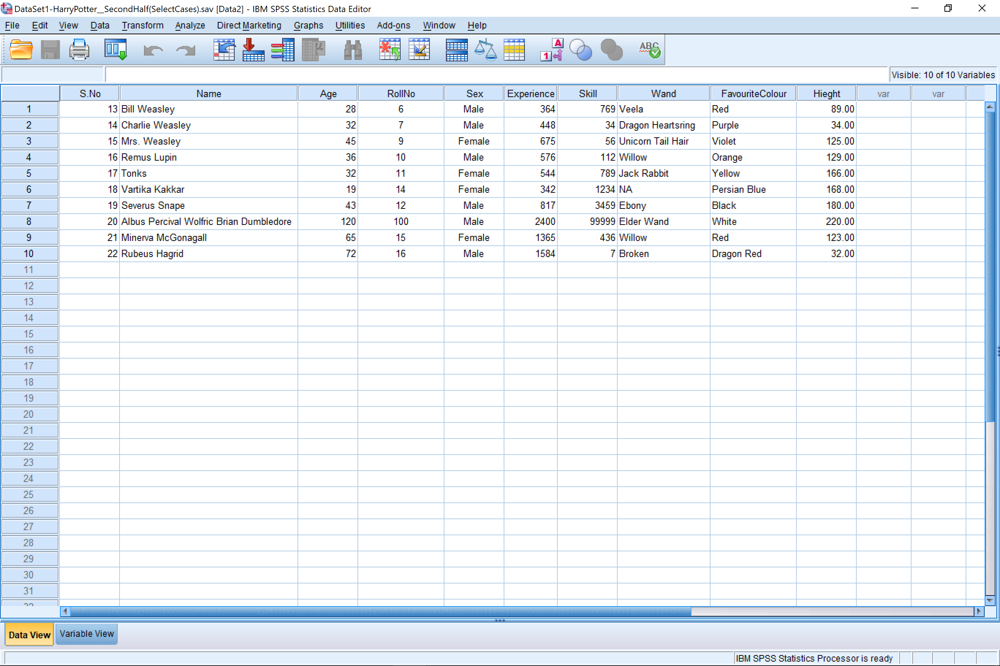 DataSet1-HarryPotter__SecondHalf(SelectCases).sav [Data2] - IBM SPSS Statistics Data Editor
File Edit View Data Transform Analyze Direct Marketing Graphs Utilities Add-ons Window Help
A
1
μ
ABC
Visible: 10 of 10 Variables
S.No Name Age RollNo Sex Experience Skill Wand FavouriteColour Hieght var var
1 13 Bill Weasley 28 6 Male 364 769 Veela Red 89.00
2 14 Charlie Weasley 32 7 Male 448 34 Dragon Heartsring Purple 34.00
3 15 Mrs. Weasley 45 9 Female 675 56 Unicorn Tail Hair Violet 125.00
4 16 Remus Lupin 36 10 Male 576 112 Willow Orange 129.00
5 17 Tonks 32 11 Female 544 789 Jack Rabbit Yellow 166.00
6 18 Vartika Kakkar 19 14 Female 342 1234 NA Persian Blue 168.00
7 19 Severus Snape 43 12 Male 817 3459 Ebony Black 180.00
8 20 Albus Percival Wolfric Brian Dumbledore 120 100 Male 2400 99999 Elder Wand White 220.00
9 21 Minerva McGonagall 65 15 Female 1365 436 Willow Red 123.00
10 22 Rubeus Hagrid 72 16 Male 1584 7 Broken Dragon Red 32.00
11
12
13
14
15
16
17
18
19
20
21
22
23
24
25
26
27
28
29
30
31
Data View Variable View
IBM SPSS Statistics Processor is ready